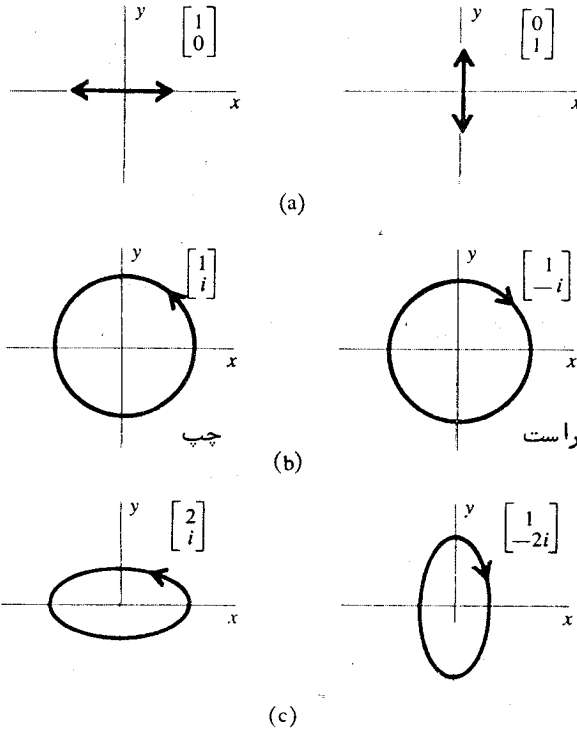 y [1 0] x
y [0 1] x
(a)
y [1 i] x
چپ
y [1 −i] x
راست
(b)
y [2 i] x
y [1 −2i] x
(c)